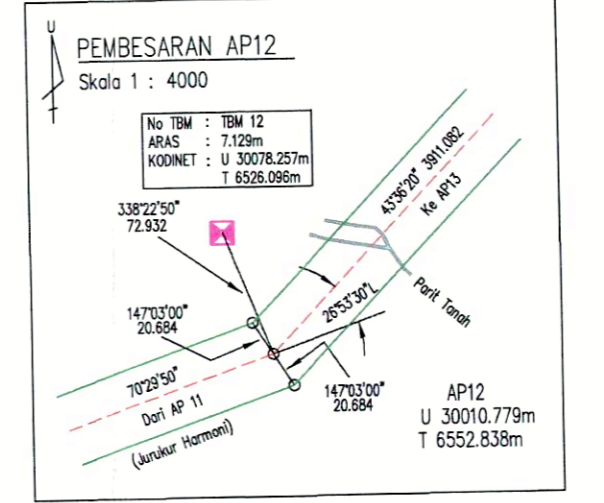 U
PEMBESARAN AP12
Skala 1 : 4000
No TBM : TBM 12
ARAS : 7.129m
KODINET : U 30078.257m
T 6526.096m
338°22'50"
72.932
43°36'20" 3911.082
Ke AP13
147°03'00"
20.684
26°53'30"L
Parit Tanah
70°29'50"
Dari AP 11
(Jurukur Harmoni)
147°03'00"
20.684
AP12
U 30010.779m
T 6552.838m